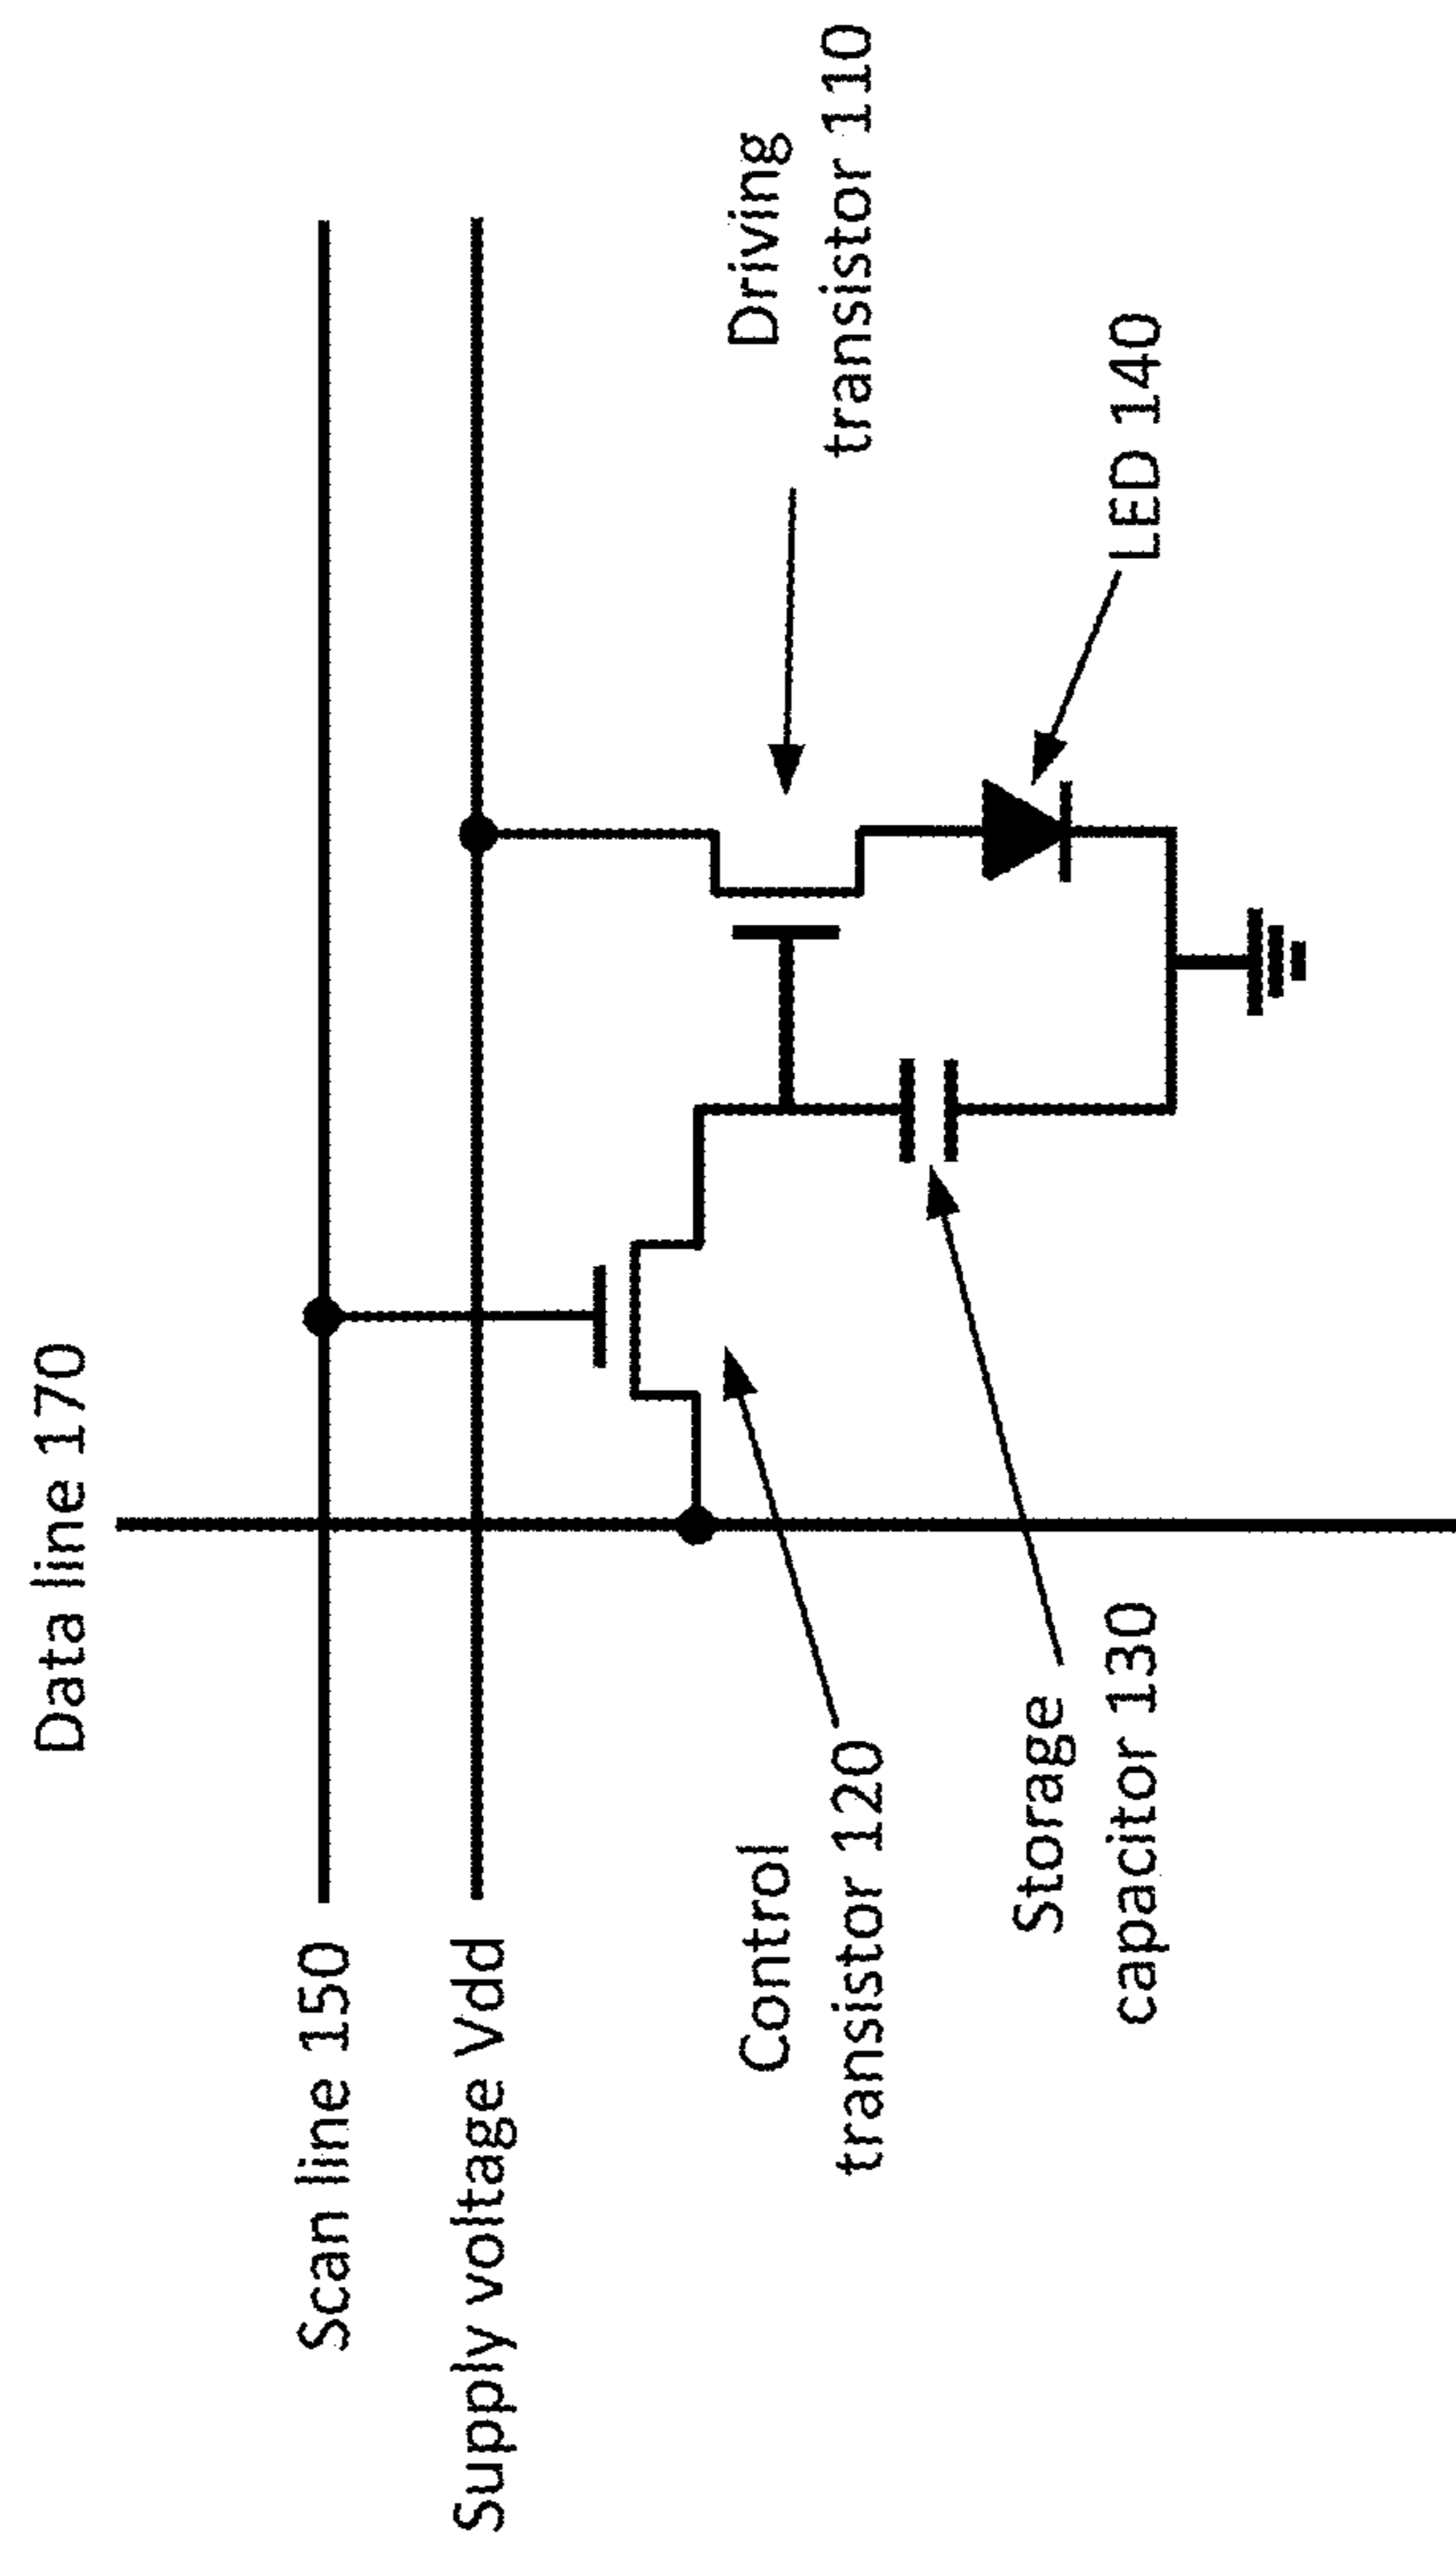 Data line 170
Scan line 150
Supply voltage Vdd
Control
transistor 120
Driving
transistor 110
Storage
capacitor 130
LED 140